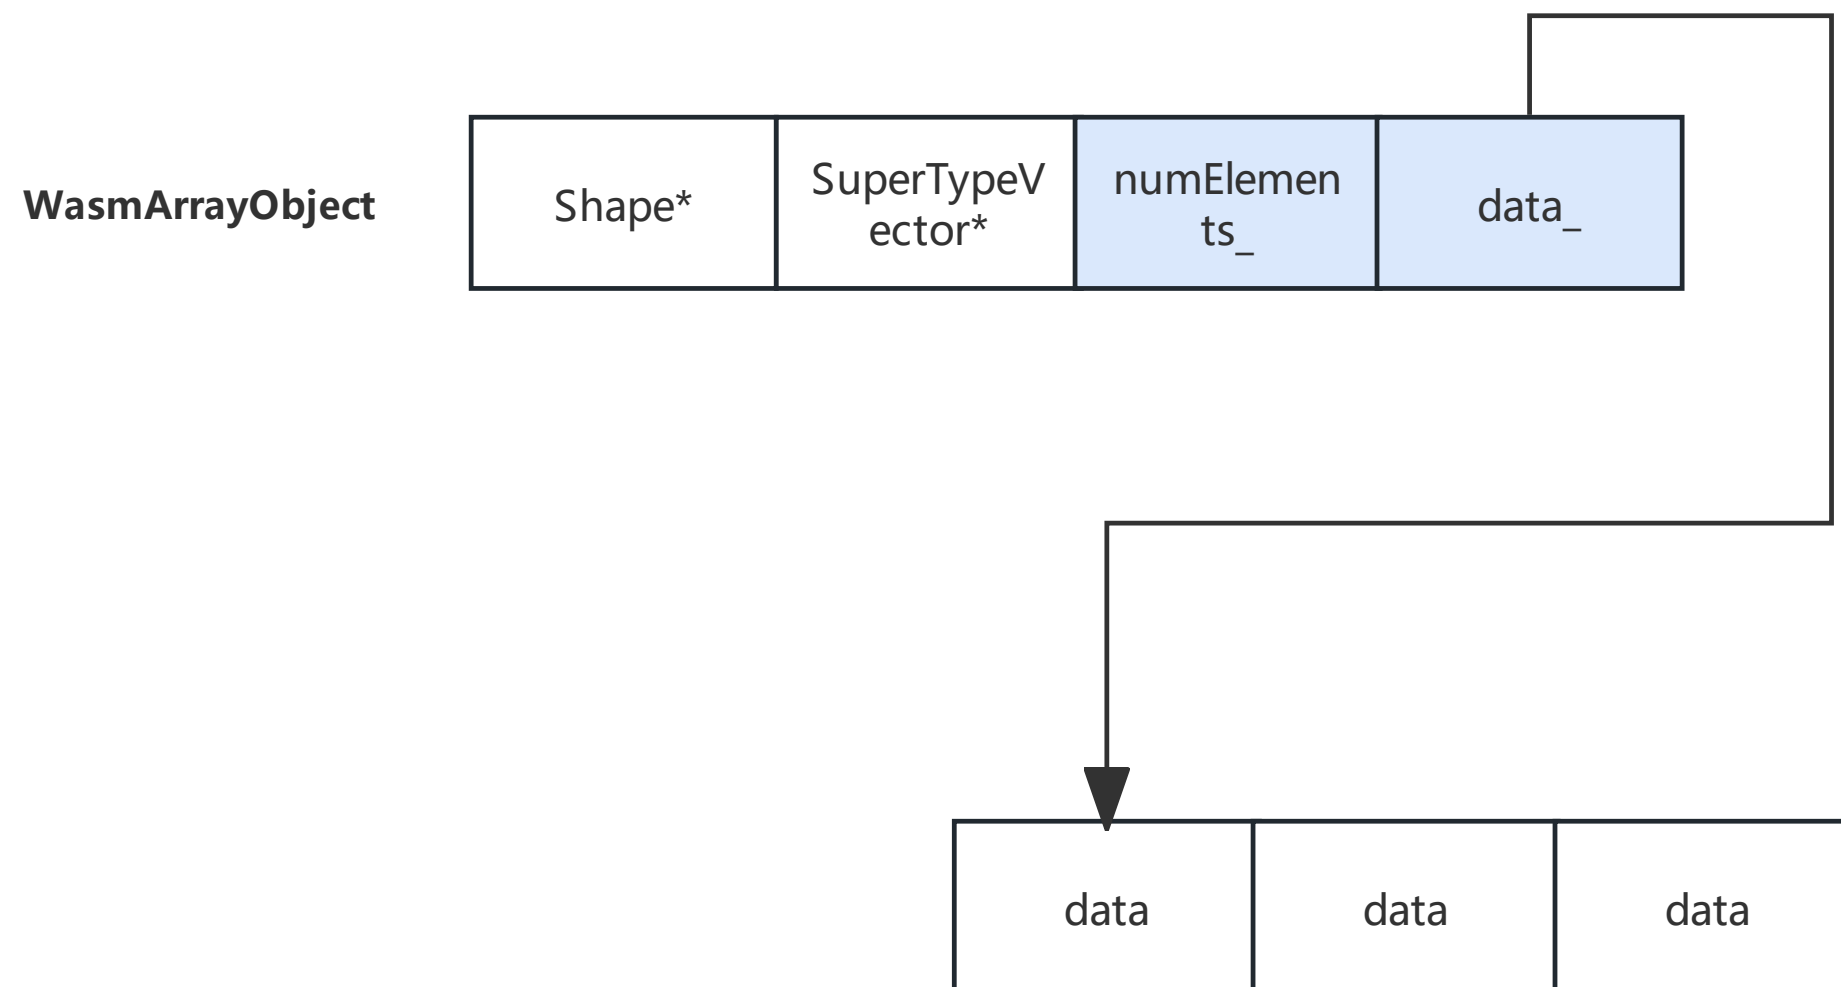 WasmArrayObject
Shape*
SuperTypeV
ector*
numElemen
ts_
data_
data
data
data